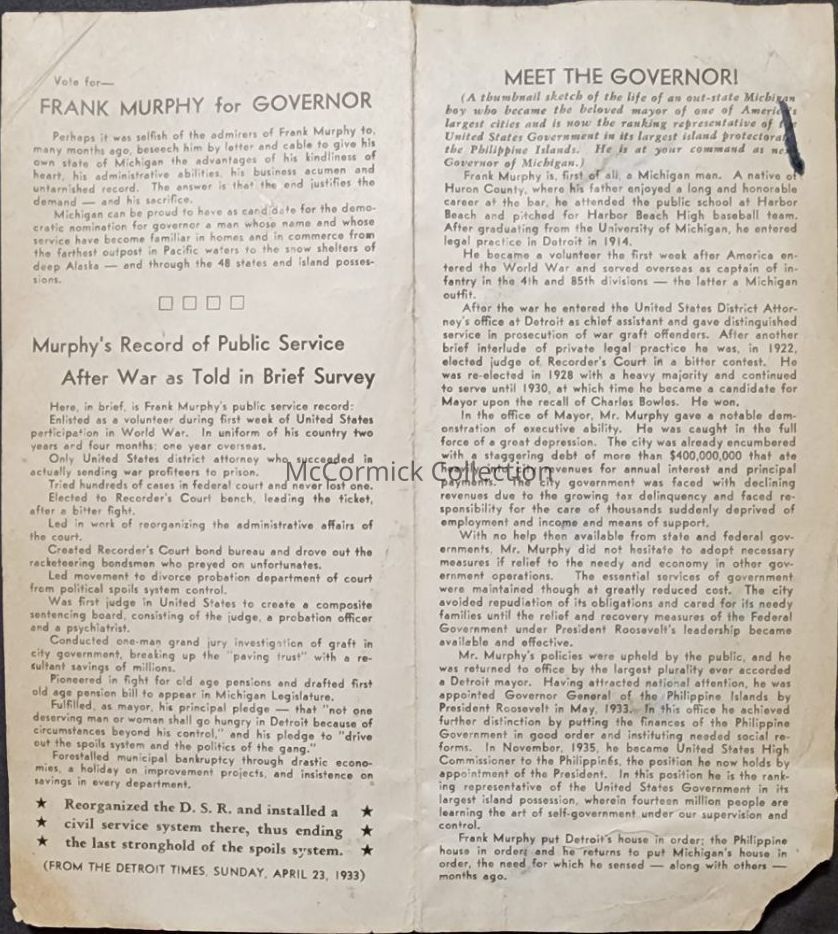 Vote for—
FRANK MURPHY for GOVERNOR
Perhaps it was selfish of the admirers of Frank Murphy to,
many months ago, beseech him by letter and cable to give his
own state of Michigan the advantages of his kindliness of
heart, his administrative abilities, his business acumen and
untarnished record. The answer is that the end justifies the
demand — and his sacrifice.
Michigan can be proud to have as candidate for the demo-
cratic nomination for governor a man whose name and whose
service have become familiar in homes and in commerce from
the farthest outpost in Pacific waters to the snow shelters of
deep Alaska — and through the 48 states and island posses-
sions.
Murphy's Record of Public Service
After War as Told in Brief Survey
Here, in brief, is Frank Murphy's public service record:
Enlisted as a volunteer during first week of United States
participation in World War. In uniform of his country two
years and four months; one year overseas.
Only United States district attorney who succeeded in
actually sending war profiteers to prison.
Tried hundreds of cases in federal court and never lost one.
Elected to Recorder's Court bench, leading the ticket,
after a bitter fight.
Led in work of reorganizing the administrative affairs of
the court.
Created Recorder's Court bond bureau and drove out the
racketeering bondsmen who preyed on unfortunates.
Led movement to divorce probation department of court
from political spoils system control.
Was first judge in United States to create a composite
sentencing board, consisting of the judge, a probation officer
and a psychiatrist.
Conducted one-man grand jury investigation of graft in
city government, breaking up the "paving trust" with a re-
sultant savings of millions.
Pioneered in fight for old age pensions and drafted first
old age pension bill to appear in Michigan Legislature.
Fulfilled, as mayor, his principal pledge — that "not one
deserving man or woman shall go hungry in Detroit because of
circumstances beyond his control," and his pledge to "drive
out the spoils system and the politics of the gang."
Forestalled municipal bankruptcy through drastic econo-
mies, a holiday on improvement projects, and insistence on
savings in every department.
★ Reorganized the D. S. R. and installed a ★
★ civil service system there, thus ending ★
★ the last stronghold of the spoils system. ★
(FROM THE DETROIT TIMES, SUNDAY, APRIL 23, 1933)
MEET THE GOVERNOR!
(A thumbnail sketch of the life of an out-state Michigan
boy who became the beloved mayor of one of America's
largest cities and is now the ranking representative of
United States Government in its largest island protectorate
the Philippine Islands. He is at your command as
Governor of Michigan.)
Frank Murphy is, first of all, a Michigan man. A native of
Huron County, where his father enjoyed a long and honorable
career at the bar, he attended the public school at Harbor
Beach and pitched for Harbor Beach High baseball team.
After graduating from the University of Michigan, he entered
legal practice in Detroit in 1914.
He became a volunteer the first week after America en-
tered the World War and served overseas as captain of in-
fantry in the 4th and 85th divisions — the latter a Michigan
outfit.
After the war he entered the United States District Attor-
ney's office at Detroit as chief assistant and gave distinguished
service in prosecution of war graft offenders. After another
brief interlude of private legal practice he was, in 1922,
elected judge of Recorder's Court in a bitter contest. He
was re-elected in 1928 with a heavy majority and continued
to serve until 1930, at which time he became a candidate for
Mayor upon the recall of Charles Bowles. He won.
In the office of Mayor, Mr. Murphy gave a notable dem-
onstration of executive ability. He was caught in the full
force of a great depression. The city was already encumbered
with a staggering debt of more than $400,000,000 that ate
revenues for annual interest and principal
payments. The city government was faced with declining
revenues due to the growing tax delinquency and faced re-
sponsibility for the care of thousands suddenly deprived of
employment and income and means of support.
With no help then available from state and federal gov-
ernments, Mr. Murphy did not hesitate to adopt necessary
measures if relief to the needy and economy in other gov-
ernment operations. The essential services of government
were maintained though at greatly reduced cost. The city
avoided repudiation of its obligations and cared for its needy
families until the relief and recovery measures of the Federal
Government under President Roosevelt's leadership became
available and effective.
Mr. Murphy's policies were upheld by the public, and he
was returned to office by the largest plurality ever accorded
a Detroit mayor. Having attracted national attention, he was
appointed Governor General of the Philippine Islands by
President Roosevelt in May, 1933. In this office he achieved
further distinction by putting the finances of the Philippine
Government in good order and instituting needed social re-
forms. In November, 1935, he became United States High
Commissioner to the Philippines, the position he now holds by
appointment of the President. In this position he is the rank-
ing representative of the United States Government in its
largest island possession, wherein fourteen million people are
learning the art of self-government under our supervision and
control.
Frank Murphy put Detroit's house in order; the Philippine
house in order; and he returns to put Michigan's house in
order, the need for which he sensed — along with others —
months ago.
McCormick Collection